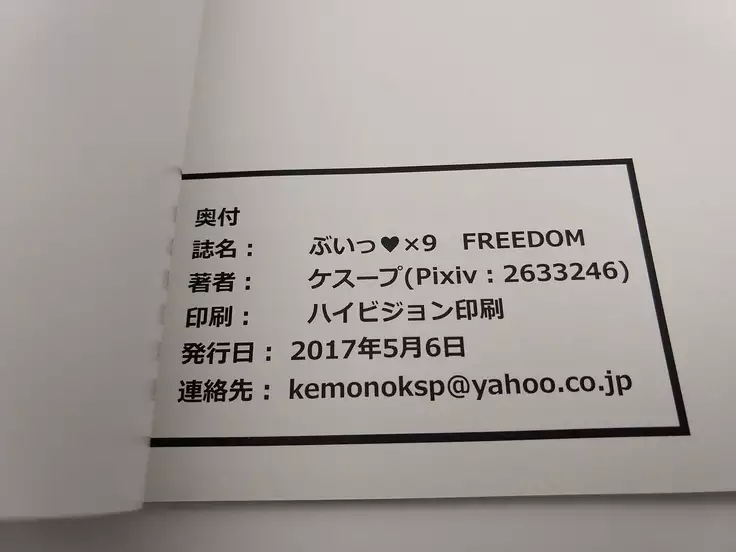 奥付
誌名： ぶいっ♥×9 FREEDOM
著者： ケスープ(Pixiv：2633246)
印刷： ハイビジョン印刷
発行日： 2017年5月6日
連絡先： kemonoksp@yahoo.co.jp